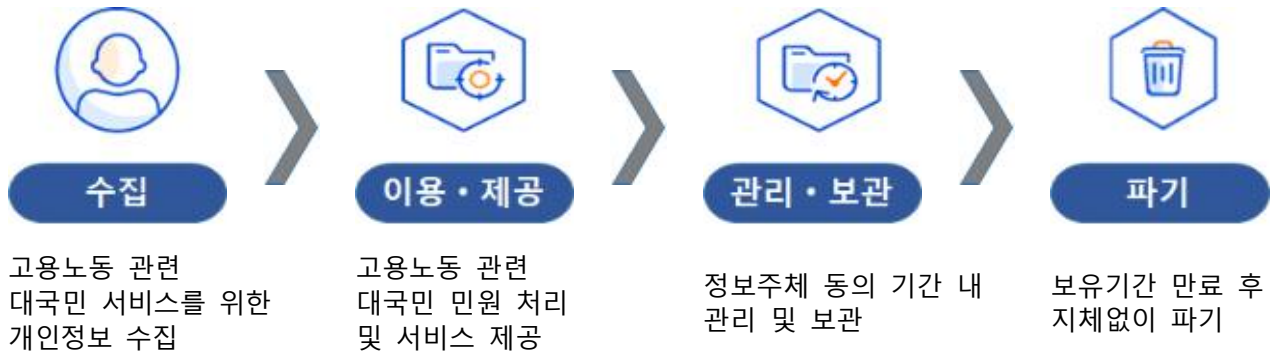 수집
이용・제공
관리・보관
파기
고용노동 관련
대국민 서비스를 위한
개인정보 수집
고용노동 관련
대국민 민원 처리
및 서비스 제공
정보주체 동의 기간 내
관리 및 보관
보유기간 만료 후
지체없이 파기